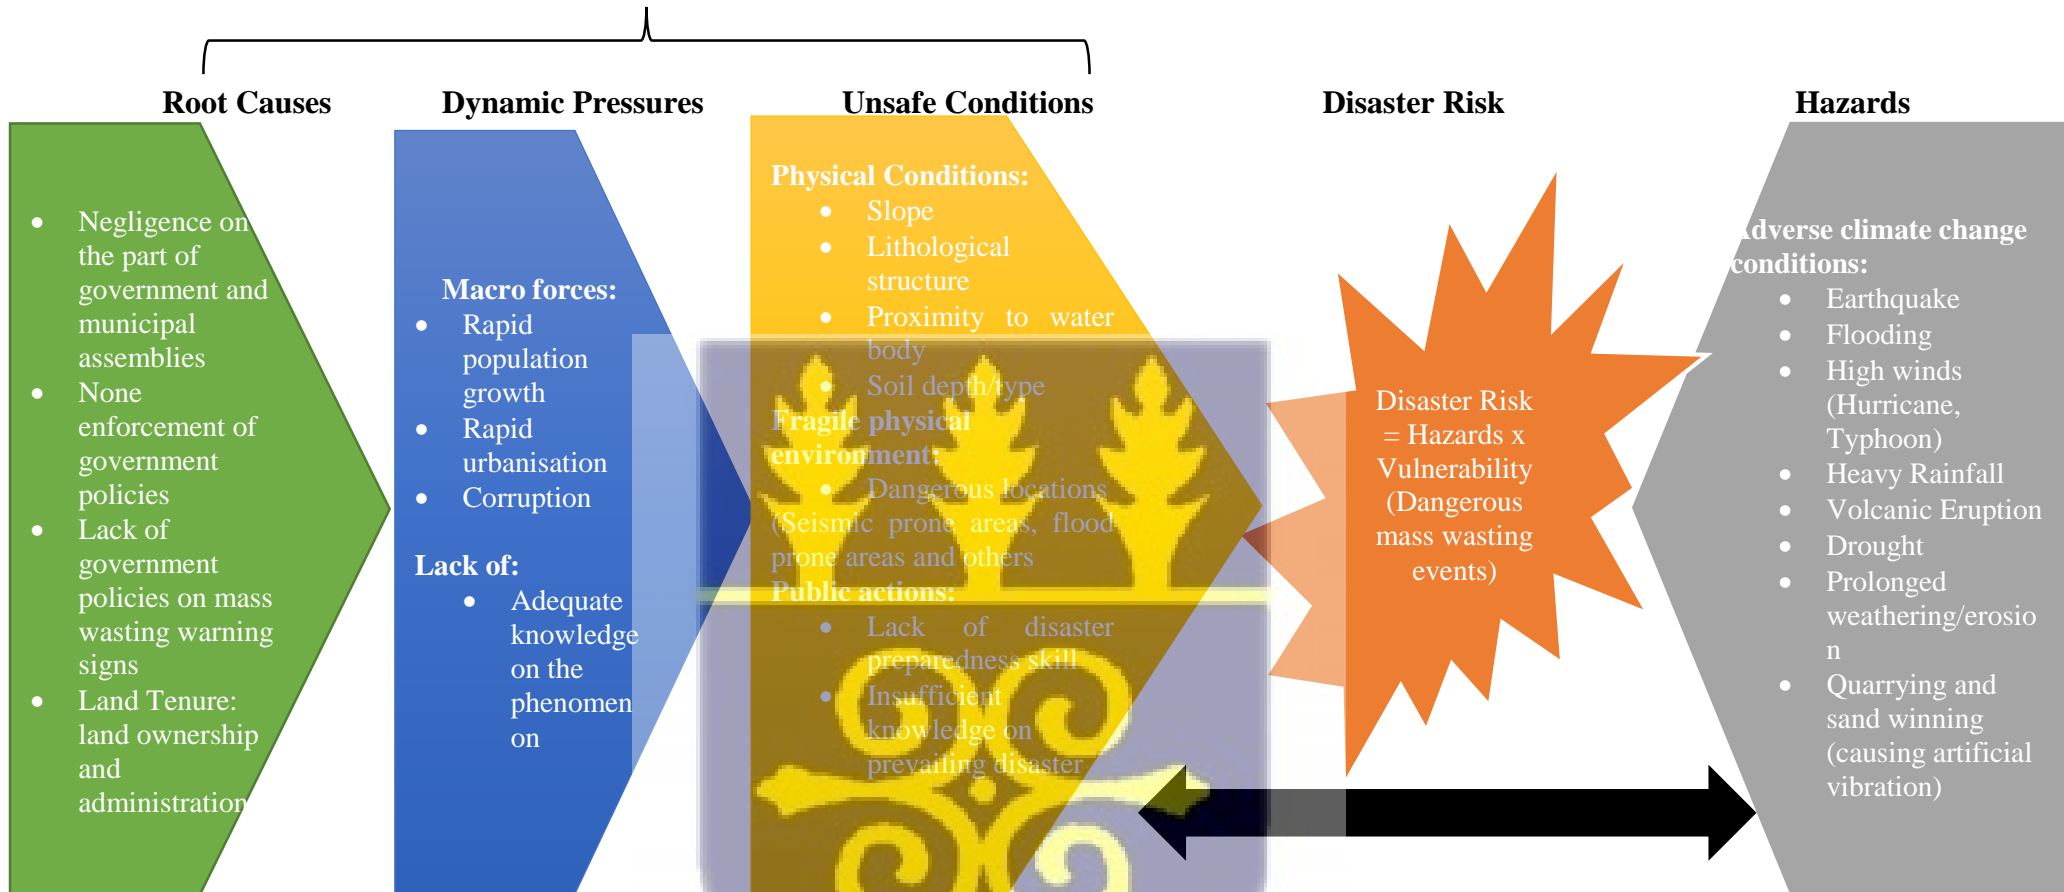 Root Causes
Dynamic Pressures
Unsafe Conditions
Disaster Risk
Hazards
• Negligence on
the part of
government and
municipal
assemblies
• None
enforcement of
government
policies
• Lack of
government
policies on mass
wasting warning
signs
• Land Tenure:
land ownership
and
administration
Macro forces:
• Rapid
population
growth
• Rapid
urbanisation
• Corruption
Lack of:
• Adequate
knowledge
on the
phenomen
on
Physical Conditions:
• Slope
• Lithological
structure
• Proximity to water
body
• Soil depth/type
Fragile physical
environment:
• Dangerous locations
(Seismic prone areas, flood
prone areas and others
Public actions:
• Lack of disaster
preparedness skill
• Insufficient
knowledge on
prevailing disaster
Disaster Risk
= Hazards x
Vulnerability
(Dangerous
mass wasting
events)
Adverse climate change
conditions:
• Earthquake
• Flooding
• High winds
(Hurricane,
Typhoon)
• Heavy Rainfall
• Volcanic Eruption
• Drought
• Prolonged
weathering/erosio
n
• Quarrying and
sand winning
(causing artificial
vibration)